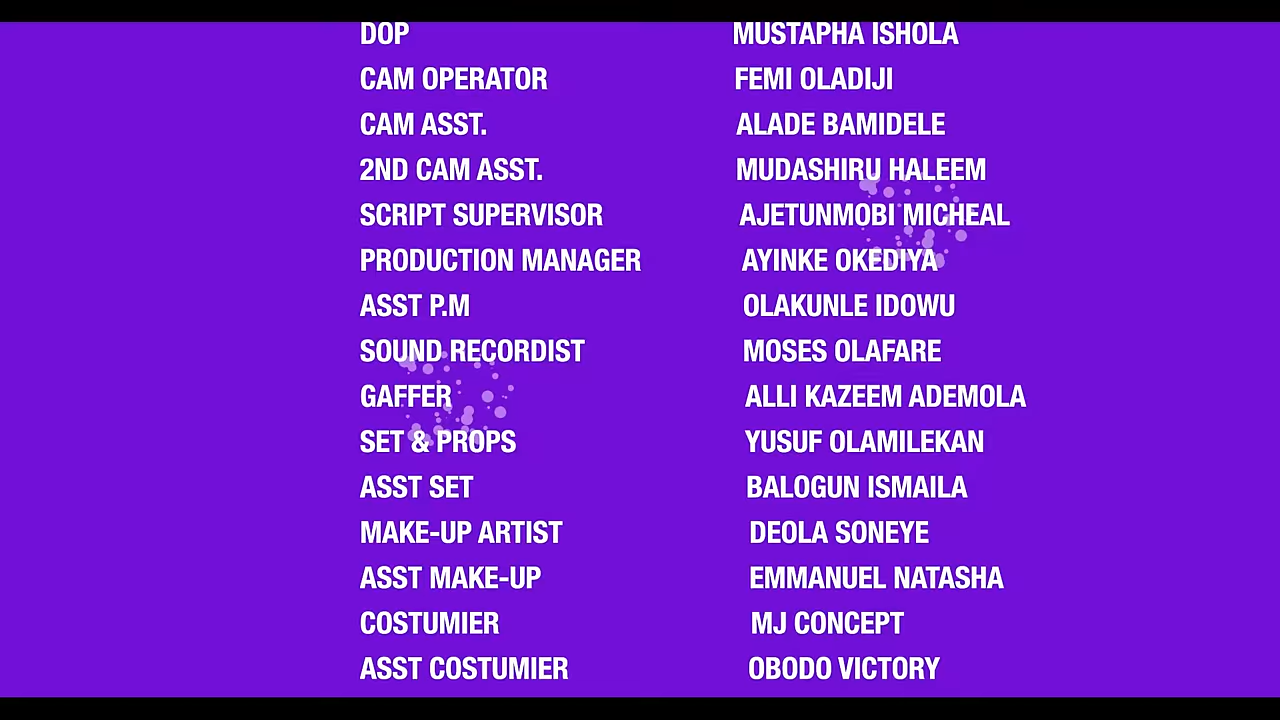 DOP MUSTAPHA ISHOLA
CAM OPERATOR FEMI OLADIJI
CAM ASST. ALADE BAMIDELE
2ND CAM ASST. MUDASHIRU HALEEM
SCRIPT SUPERVISOR AJETUNMOBI MICHEAL
PRODUCTION MANAGER AYINKE OKEDIYA
ASST P.M OLAKUNLE IDOWU
SOUND RECORDIST MOSES OLAFARE
GAFFER ALLI KAZEEM ADEMOLA
SET & PROPS YUSUF OLAMILEKAN
ASST SET BALOGUN ISMAILA
MAKE-UP ARTIST DEOLA SONEYE
ASST MAKE-UP EMMANUEL NATASHA
COSTUMIER MJ CONCEPT
ASST COSTUMIER OBODO VICTORY